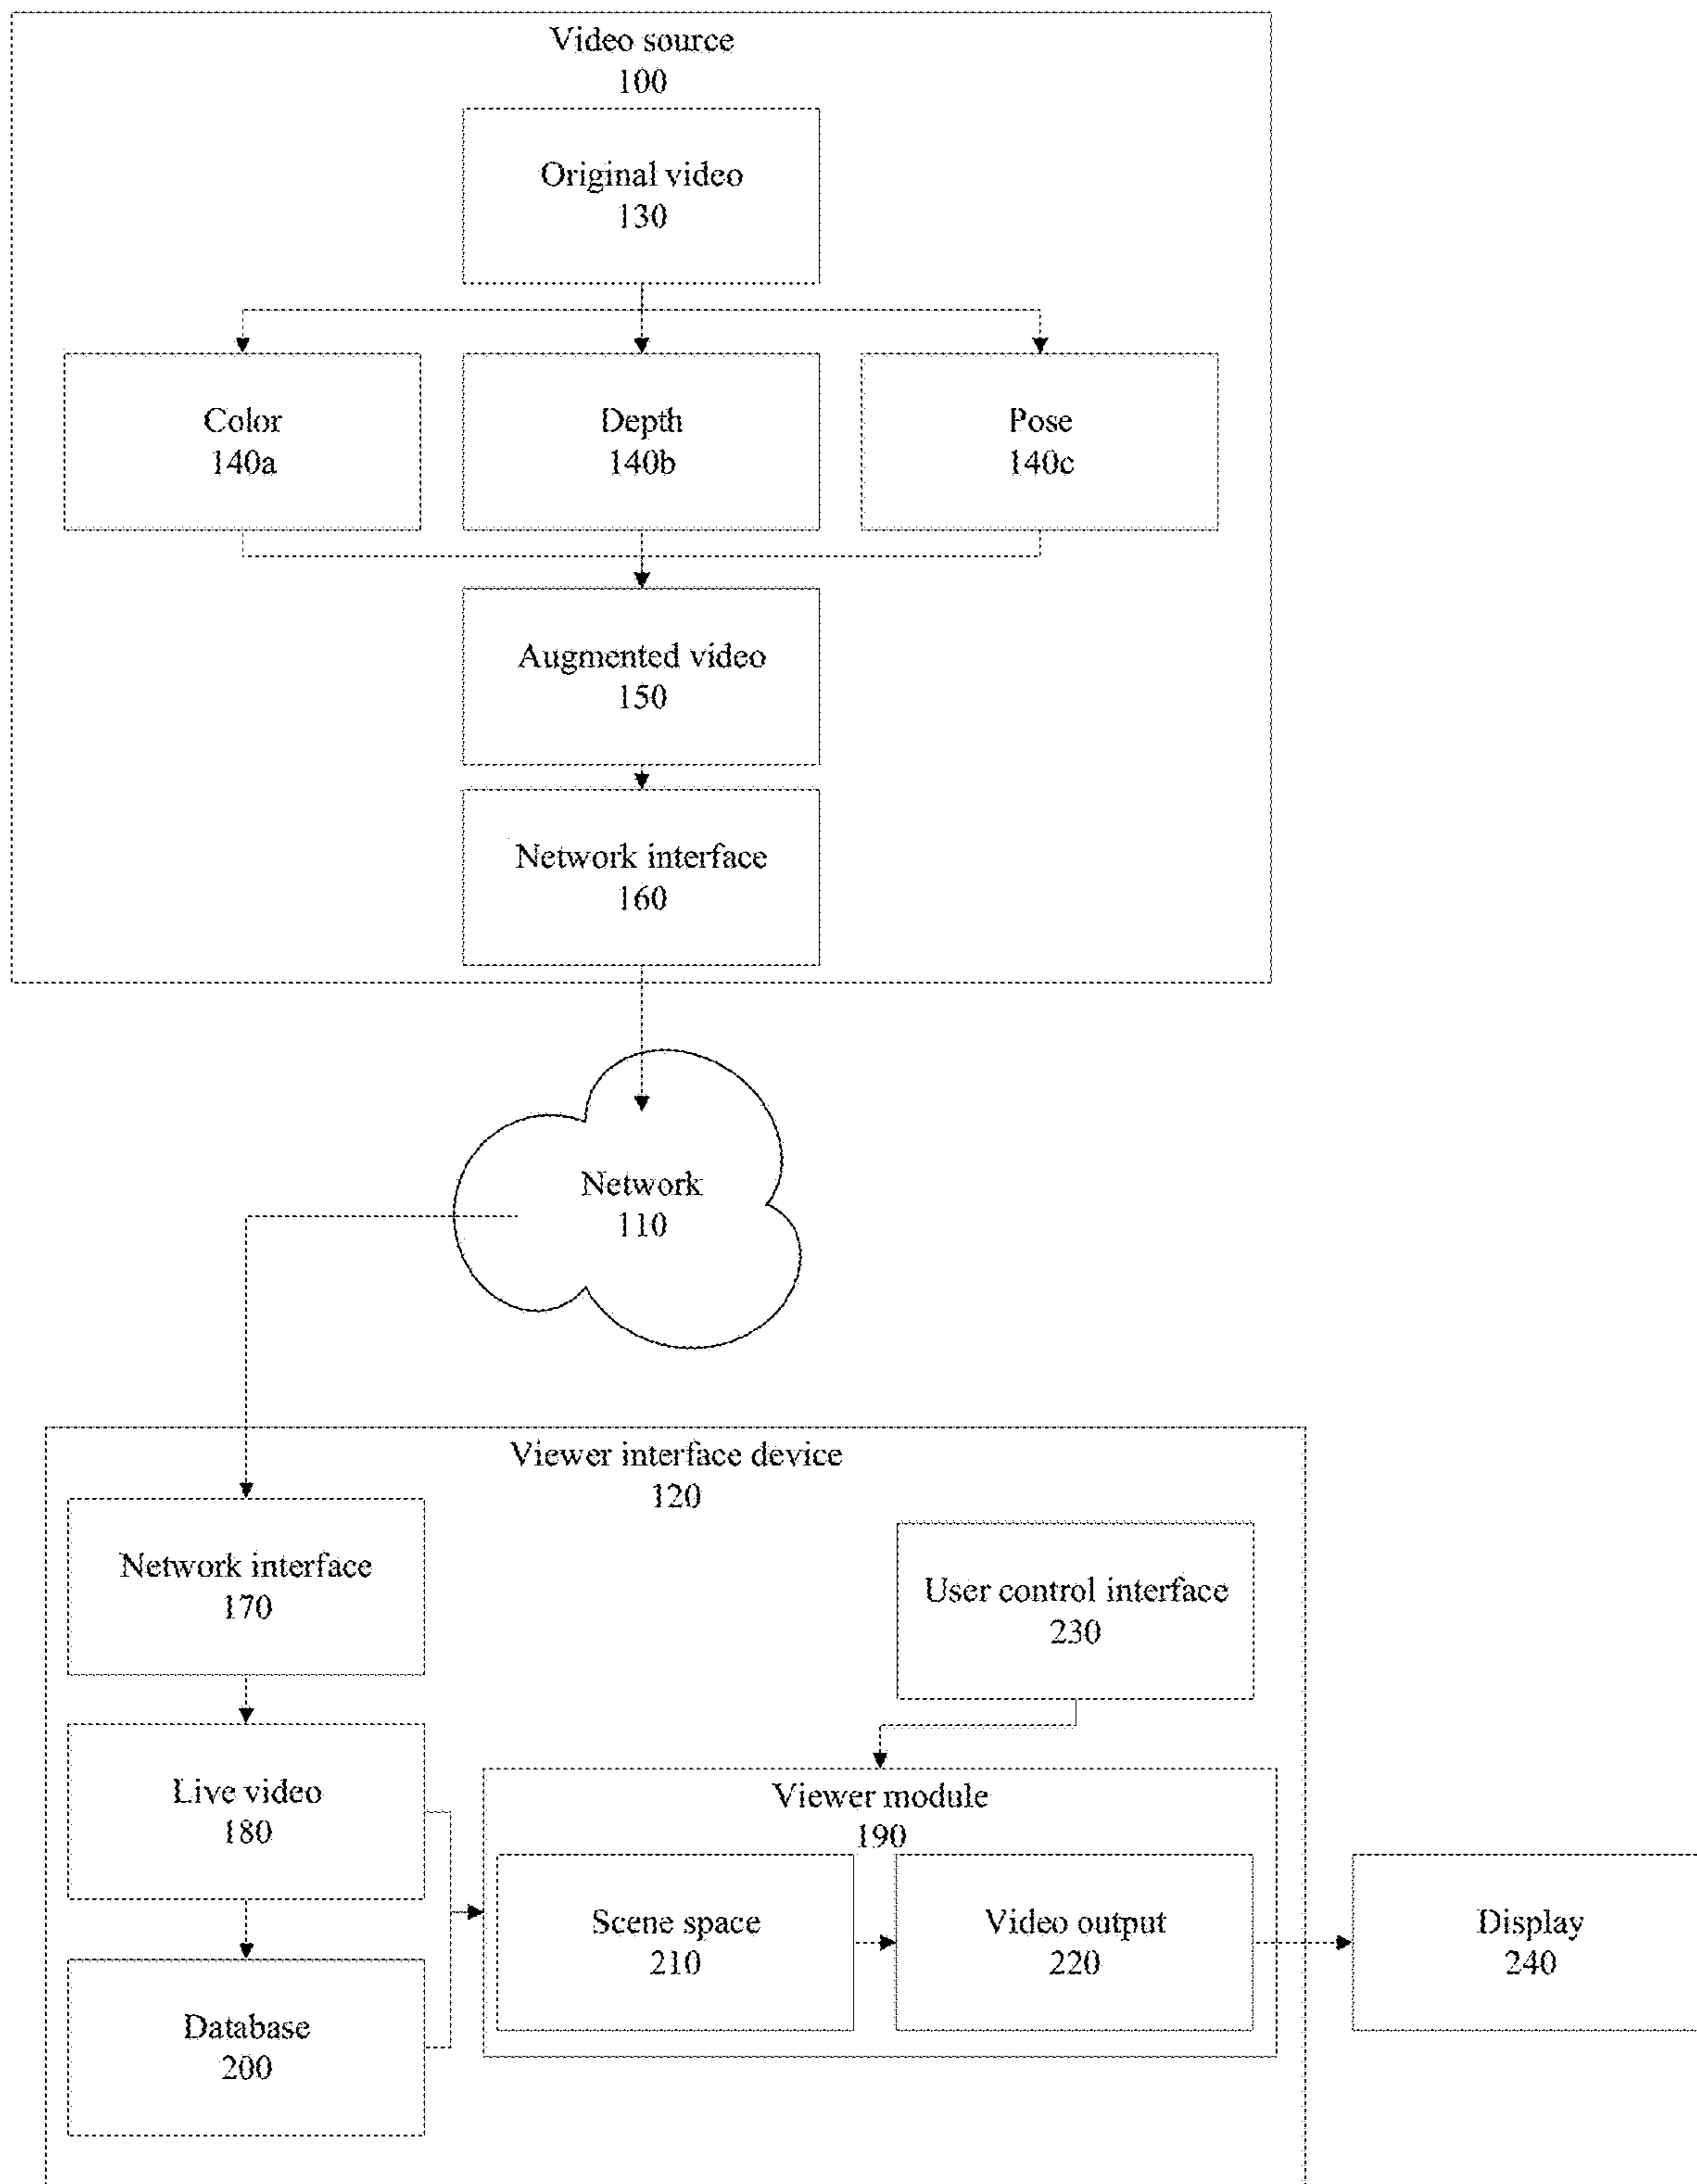 Video source
100
Original video
130
Color
140a
Depth
140b
Pose
140c
Augmented video
150
Network interface
160
Network
110
Viewer interface device
120
Network interface
170
User control interface
230
Live video
180
Viewer module
190
Scene space
210
Video output
220
Display
240
Database
200